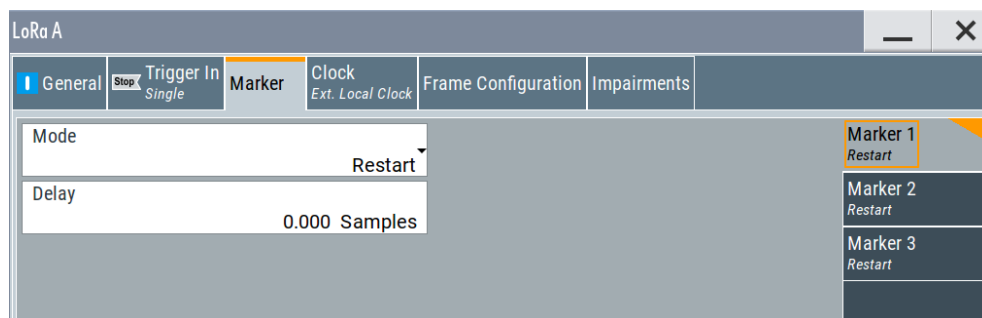 LoRa A
General
Stop Trigger In
Single
Marker
Clock
Ext. Local Clock
Frame Configuration
Impairments
Mode
Restart
Delay
0.000 Samples
Marker 1
Restart
Marker 2
Restart
Marker 3
Restart